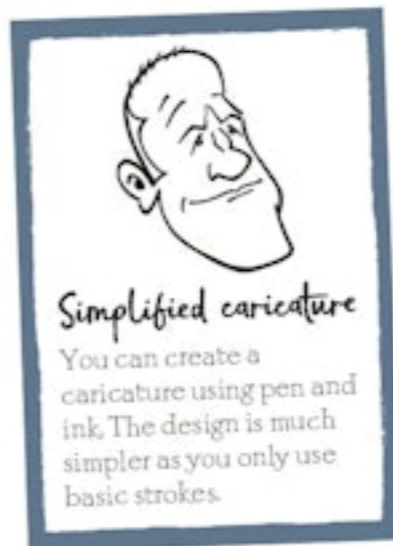 Simplified caricature
You can create a
caricature using pen and
ink. The design is much
simpler as you only use
basic strokes.